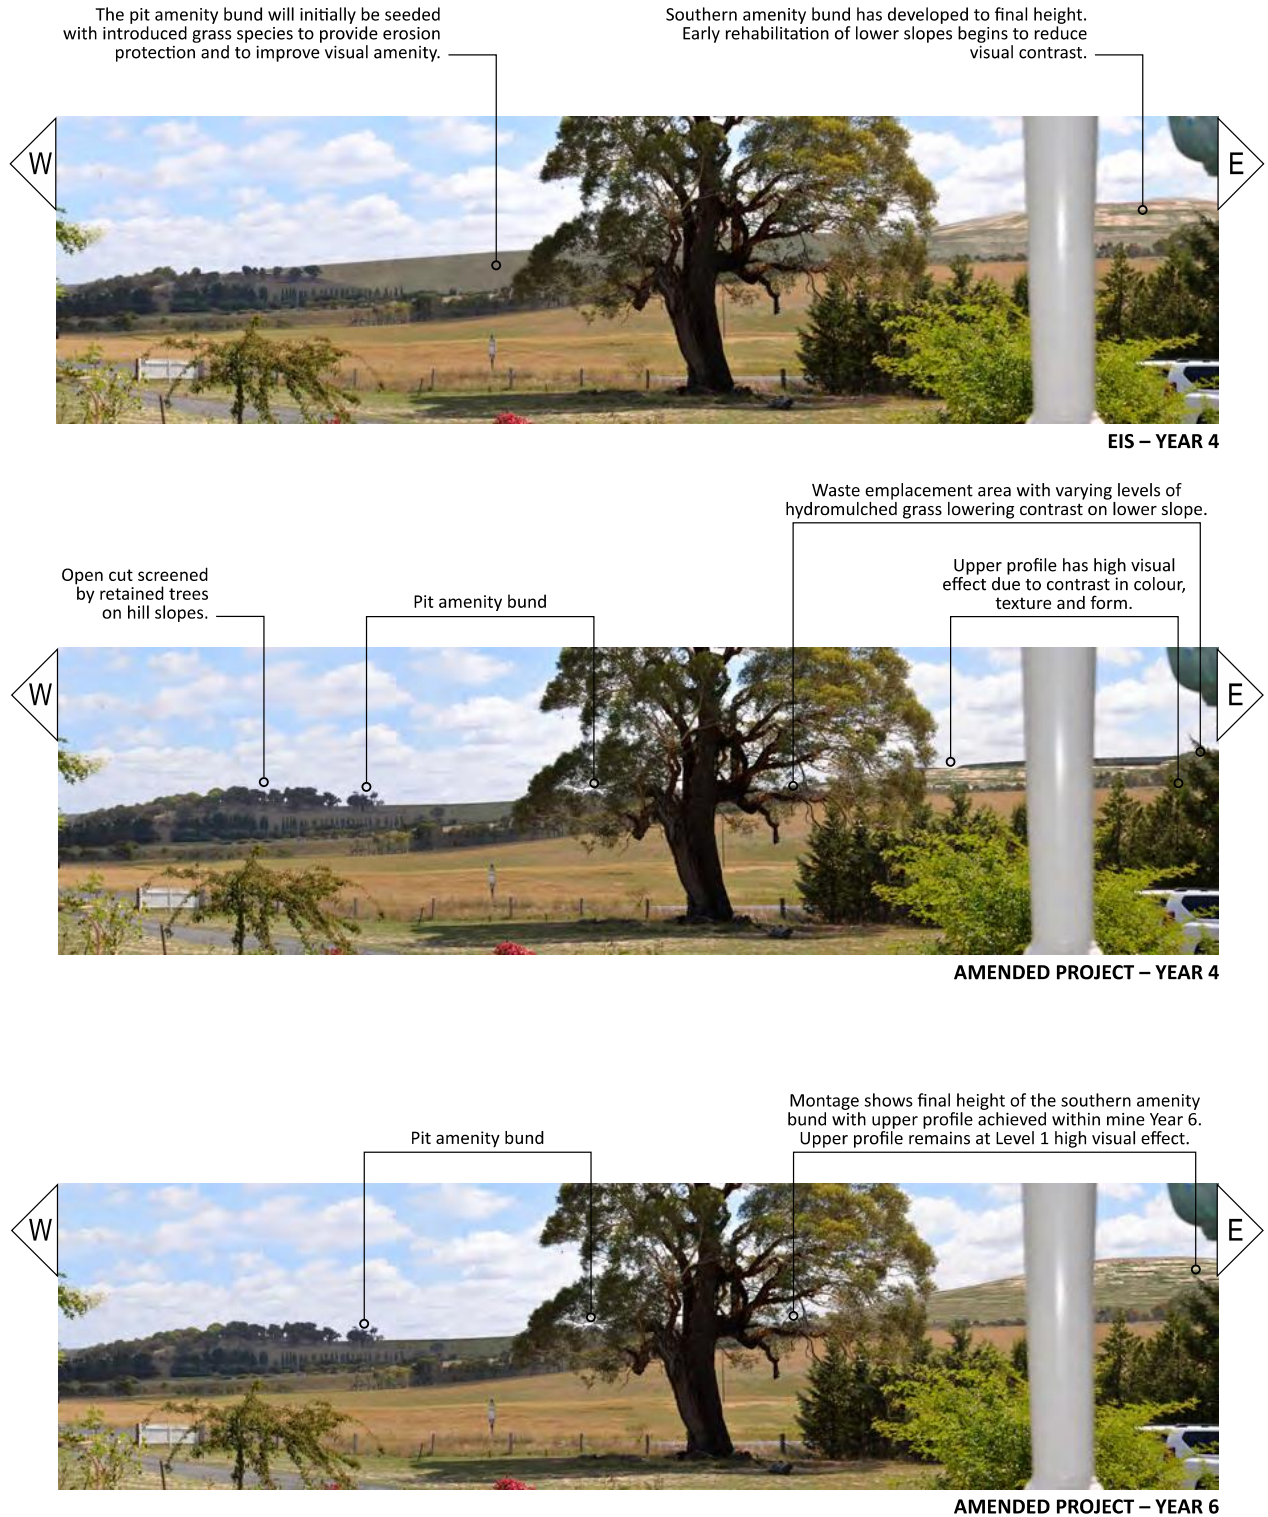 The pit amenity bund will initially be seeded
with introduced grass species to provide erosion
protection and to improve visual amenity.
Southern amenity bund has developed to final height.
Early rehabilitation of lower slopes begins to reduce
visual contrast.
W
E
EIS – YEAR 4
Waste emplacement area with varying levels of
hydromulched grass lowering contrast on lower slope.
Open cut screened
by retained trees
on hill slopes.
Pit amenity bund
Upper profile has high visual
effect due to contrast in colour,
texture and form.
W
E
AMENDED PROJECT – YEAR 4
Pit amenity bund
Montage shows final height of the southern amenity
bund with upper profile achieved within mine Year 6.
Upper profile remains at Level 1 high visual effect.
W
E
AMENDED PROJECT – YEAR 6